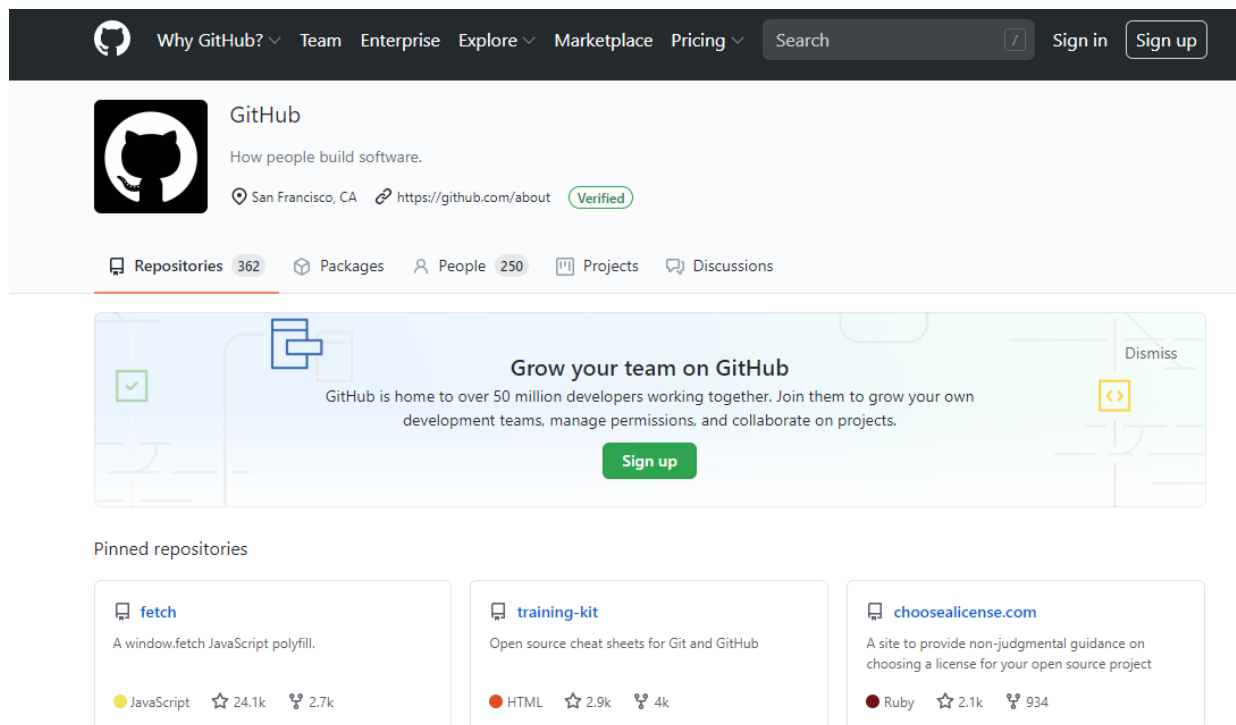 Why GitHub? Team Enterprise Explore Marketplace Pricing Search / Sign in Sign up
GitHub
How people build software.
San Francisco, CA https://github.com/about Verified
Repositories 362 Packages People 250 Projects Discussions
Dismiss
Grow your team on GitHub
GitHub is home to over 50 million developers working together. Join them to grow your own
development teams, manage permissions, and collaborate on projects.
Sign up
Pinned repositories
fetch
A window.fetch JavaScript polyfill.
JavaScript 24.1k 2.7k
training-kit
Open source cheat sheets for Git and GitHub
HTML 2.9k 4k
choosealicense.com
A site to provide non-judgmental guidance on
choosing a license for your open source project
Ruby 2.1k 934